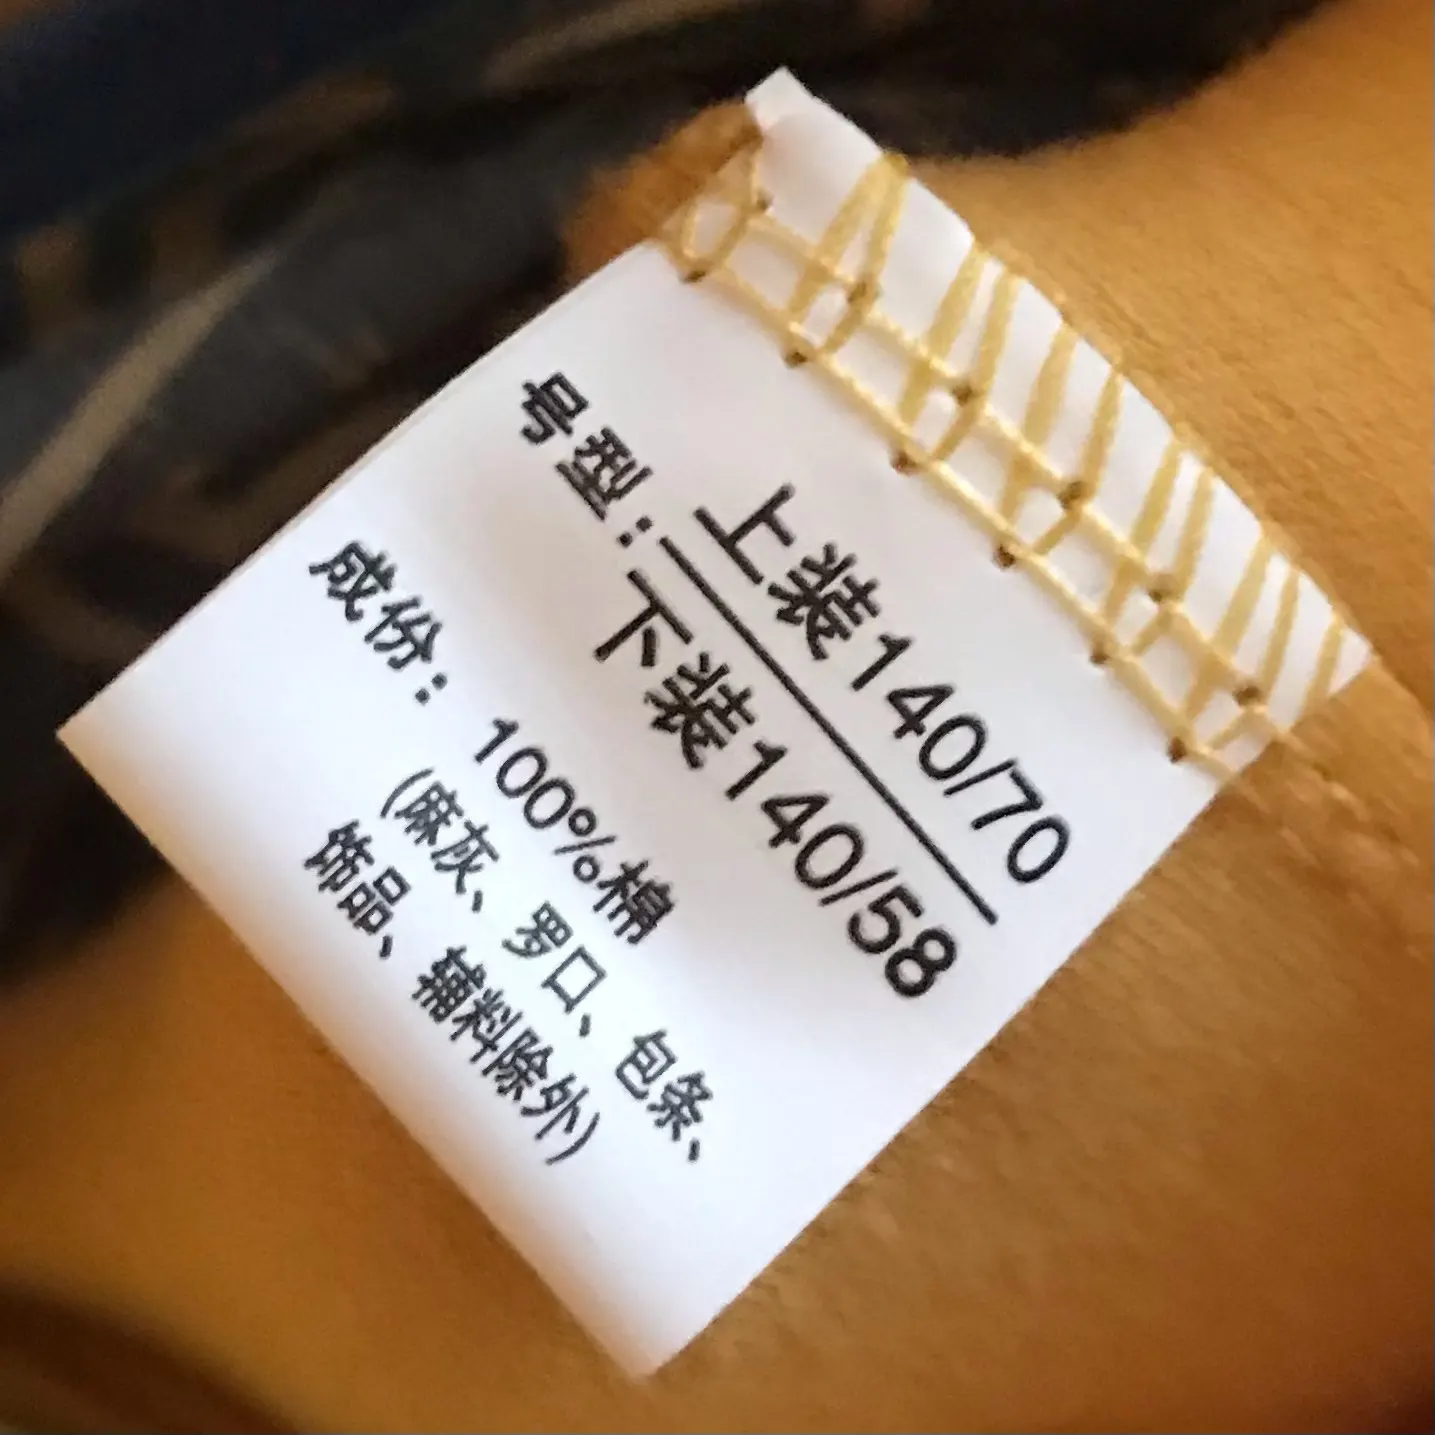 号型：上装140/70
下装140/58
成份：100%棉
(麻灰、罗口、包条、
饰品、辅料除外)